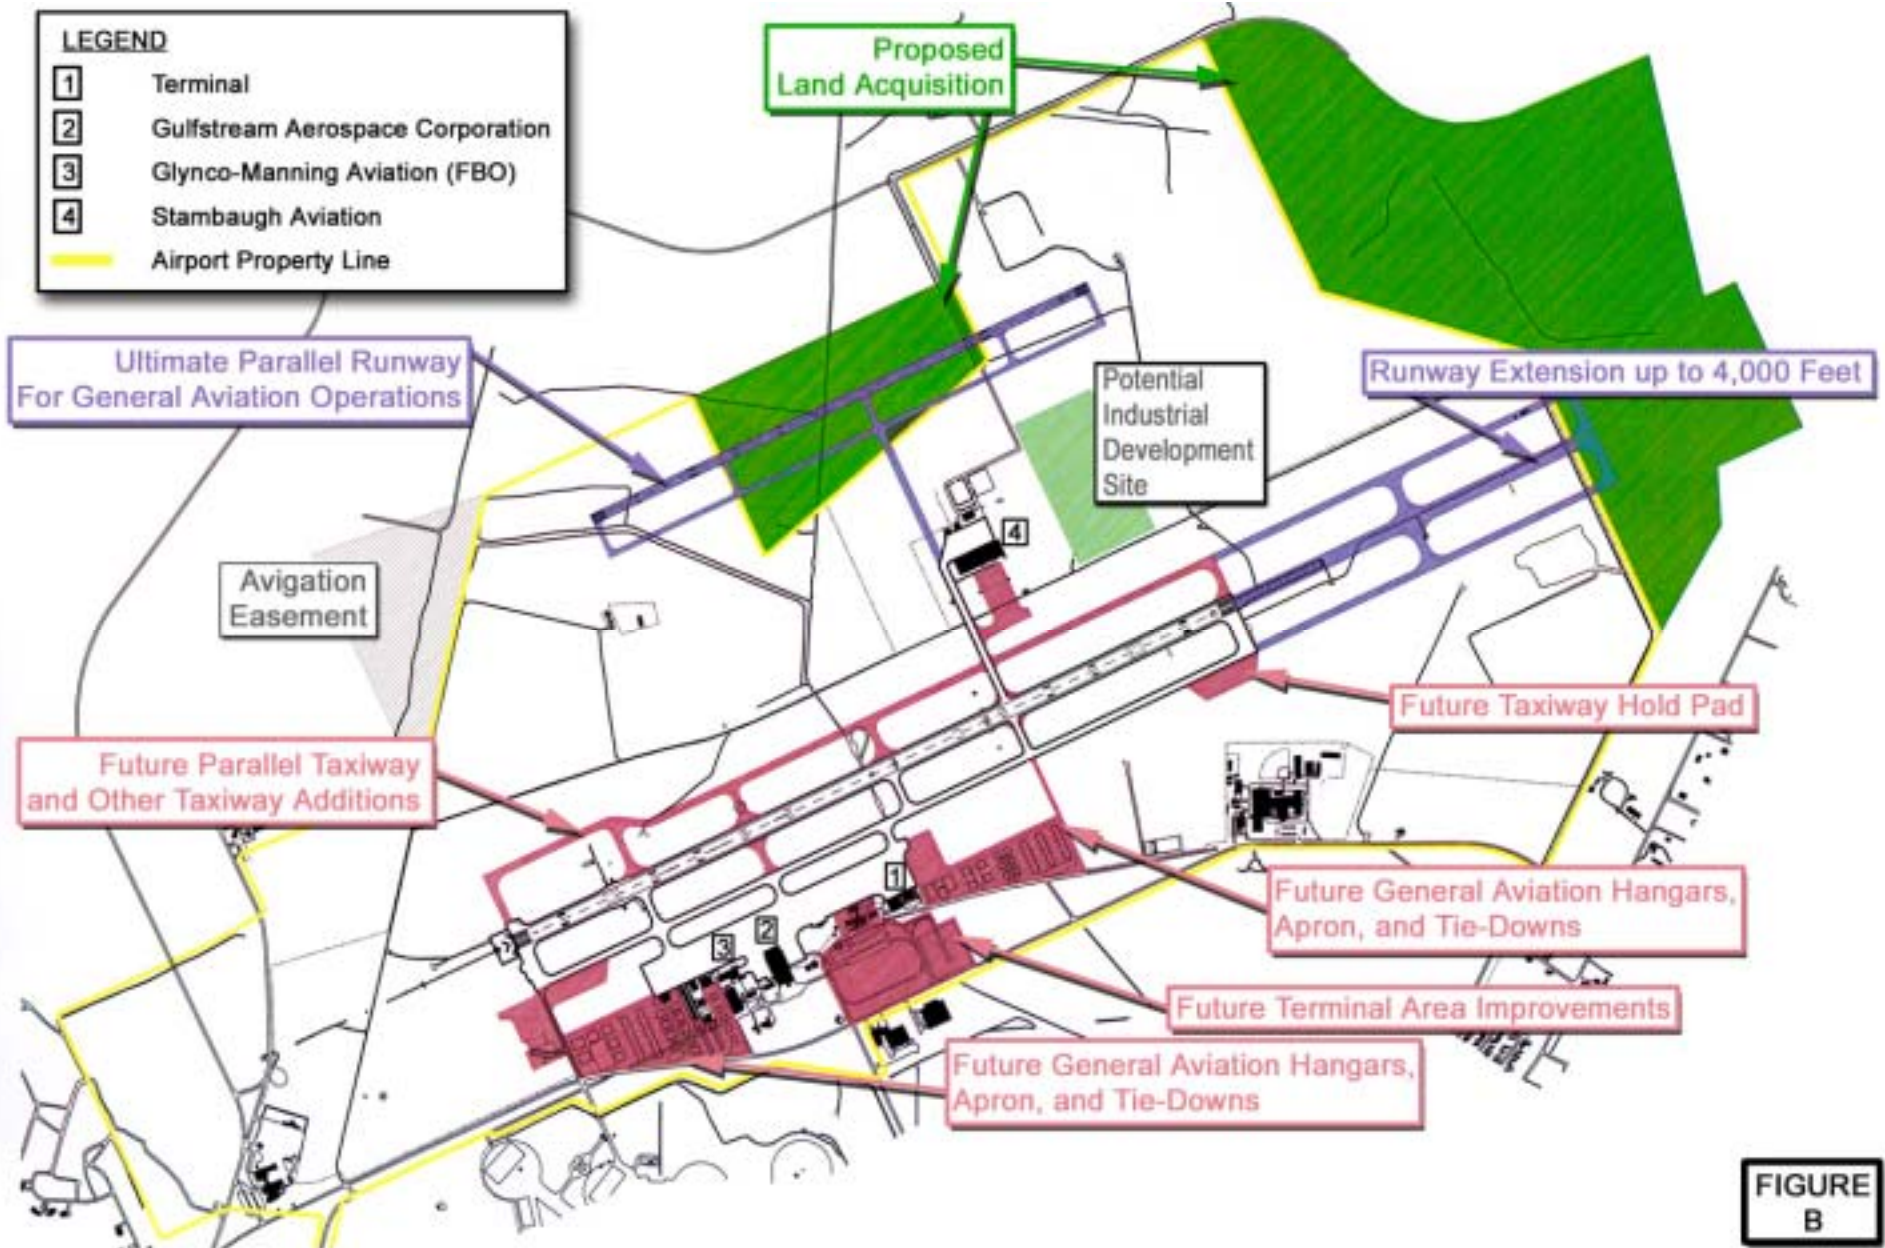 LEGEND
1 Terminal
2 Gulfstream Aerospace Corporation
3 Glynco-Manning Aviation (FBO)
4 Stambaugh Aviation
Airport Property Line
Proposed
Land Acquisition
Ultimate Parallel Runway
For General Aviation Operations
Potential
Industrial
Development
Site
Runway Extension up to 4,000 Feet
4
Avigation
Easement
Future Taxiway Hold Pad
Future Parallel Taxiway
and Other Taxiway Additions
1
2
3
Future General Aviation Hangars,
Apron, and Tie-Downs
Future Terminal Area Improvements
Future General Aviation Hangars,
Apron, and Tie-Downs
FIGURE
B